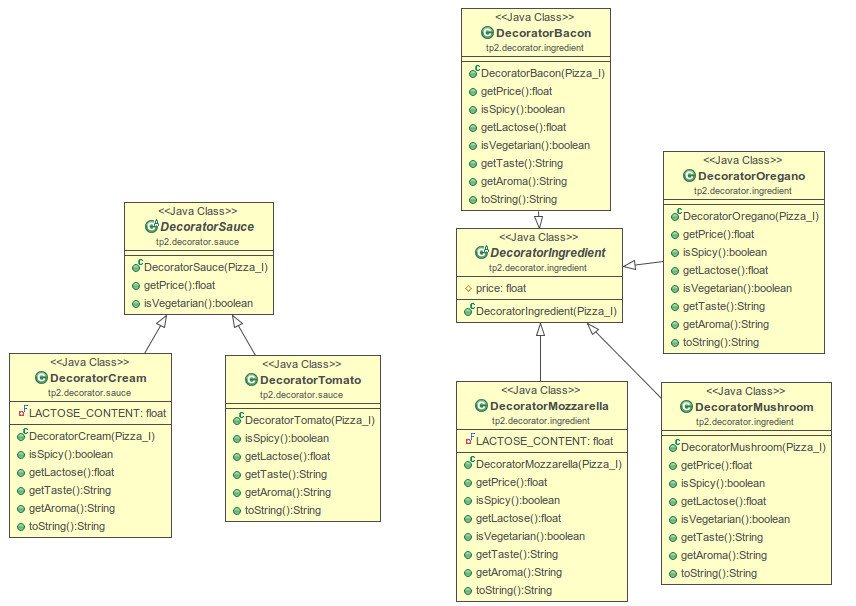 <<Java Class>>
DecoratorBacon
tp2.decorator.ingredient
DecoratorBacon(Pizza_I)
getPrice():float
isSpicy():boolean
getLactose():float
isVegetarian():boolean
getTaste():String
getAroma():String
toString():String
<<Java Class>>
DecoratorOregano
tp2.decorator.ingredient
DecoratorOregano(Pizza_I)
getPrice():float
isSpicy():boolean
getLactose():float
isVegetarian():boolean
getTaste():String
getAroma():String
toString():String
<<Java Class>>
DecoratorSauce
tp2.decorator.sauce
DecoratorSauce(Pizza_I)
getPrice():float
isVegetarian():boolean
<<Java Class>>
DecoratorIngredient
tp2.decorator.ingredient
price: float
DecoratorIngredient(Pizza_I)
<<Java Class>>
DecoratorCream
tp2.decorator.sauce
LACTOSE_CONTENT: float
DecoratorCream(Pizza_I)
isSpicy():boolean
getLactose():float
getTaste():String
getAroma():String
toString():String
<<Java Class>>
DecoratorTomato
tp2.decorator.sauce
DecoratorTomato(Pizza_I)
isSpicy():boolean
getLactose():float
getTaste():String
getAroma():String
toString():String
<<Java Class>>
DecoratorMozzarella
tp2.decorator.ingredient
LACTOSE_CONTENT: float
DecoratorMozzarella(Pizza_I)
getPrice():float
isSpicy():boolean
getLactose():float
isVegetarian():boolean
getTaste():String
getAroma():String
toString():String
<<Java Class>>
DecoratorMushroom
tp2.decorator.ingredient
DecoratorMushroom(Pizza_I)
getPrice():float
isSpicy():boolean
getLactose():float
isVegetarian():boolean
getTaste():String
getAroma():String
toString():String